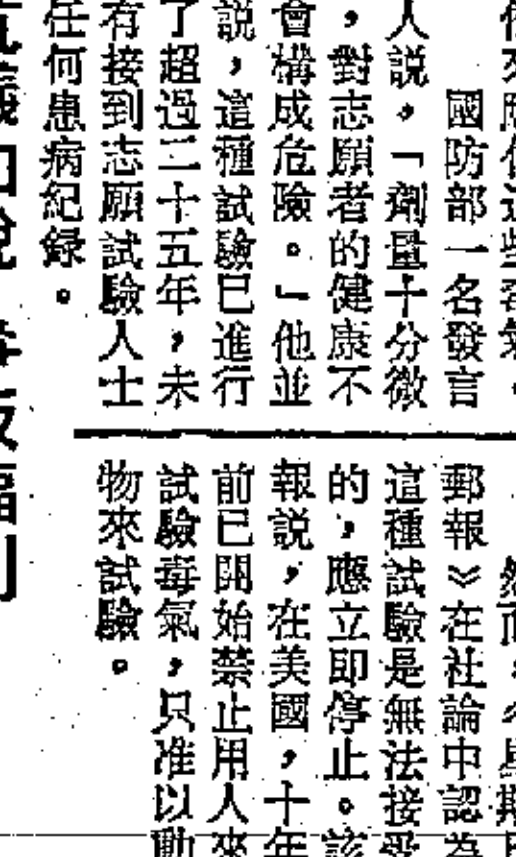 國防部一名發言
人說，「劑量十分微
，對志願者的健康不
會構成危險。」他並
說，這種試驗已進行
了超過二十五年，未
有接到志願試驗人士
任何患病紀錄。
然而，
郵報》在社論中認為
這種試驗是無法接受
的，應立即停止。該
報說，在美國，十年
前已開始禁止用人來
試驗毒氣，只准以動
物來試驗。